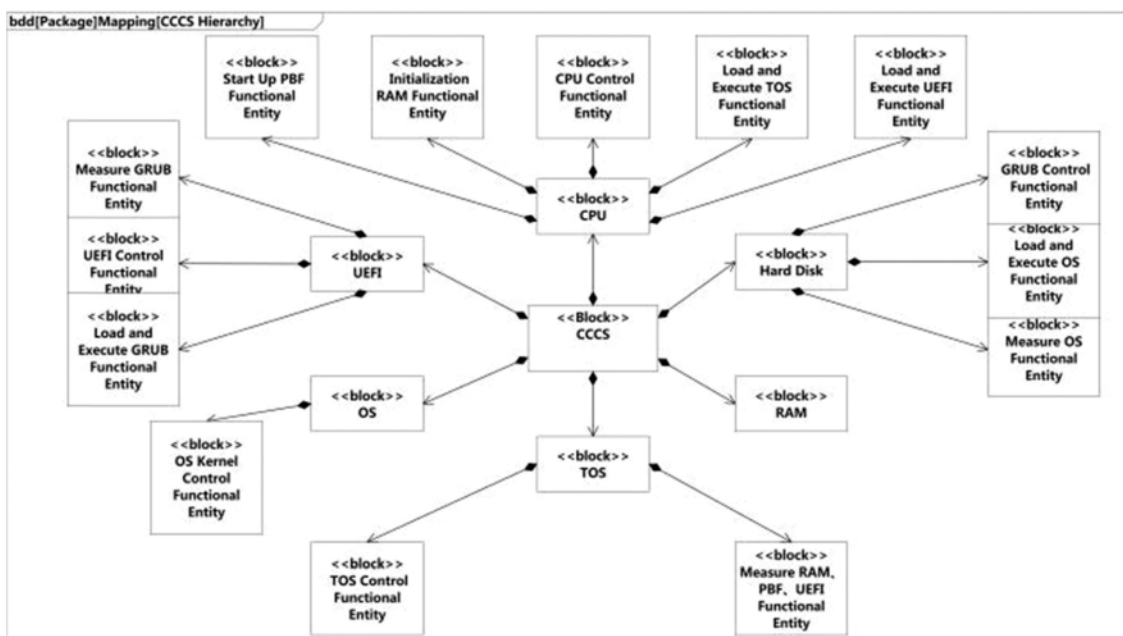 bdd[Package]Mapping[CCCS Hierarchy]
<<block>>
Start Up PBF
Functional
Entity
<<block>>
Initialization
RAM Functional
Entity
<<block>>
CPU Control
Functional
Entity
<<block>>
Load and
Execute TOS
Functional
Entity
<<block>>
Load and
Execute UEFI
Functional
Entity
<<block>>
Measure GRUB
Functional
Entity
<<block>>
UEFI Control
Functional
Entity
<<block>>
Load and
Execute GRUB
Functional
Entity
<<block>>
UEFI
<<block>>
CPU
<<block>>
Hard Disk
<<block>>
GRUB Control
Functional
Entity
<<block>>
Load and
Execute OS
Functional
Entity
<<block>>
Measure OS
Functional
Entity
<<Block>>
CCCS
<<block>>
OS
<<block>>
RAM
<<block>>
OS Kernel
Control
Functional
Entity
<<block>>
TOS
<<block>>
TOS Control
Functional
Entity
<<block>>
Measure RAM、
PBF、UEFI
Functional
Entity